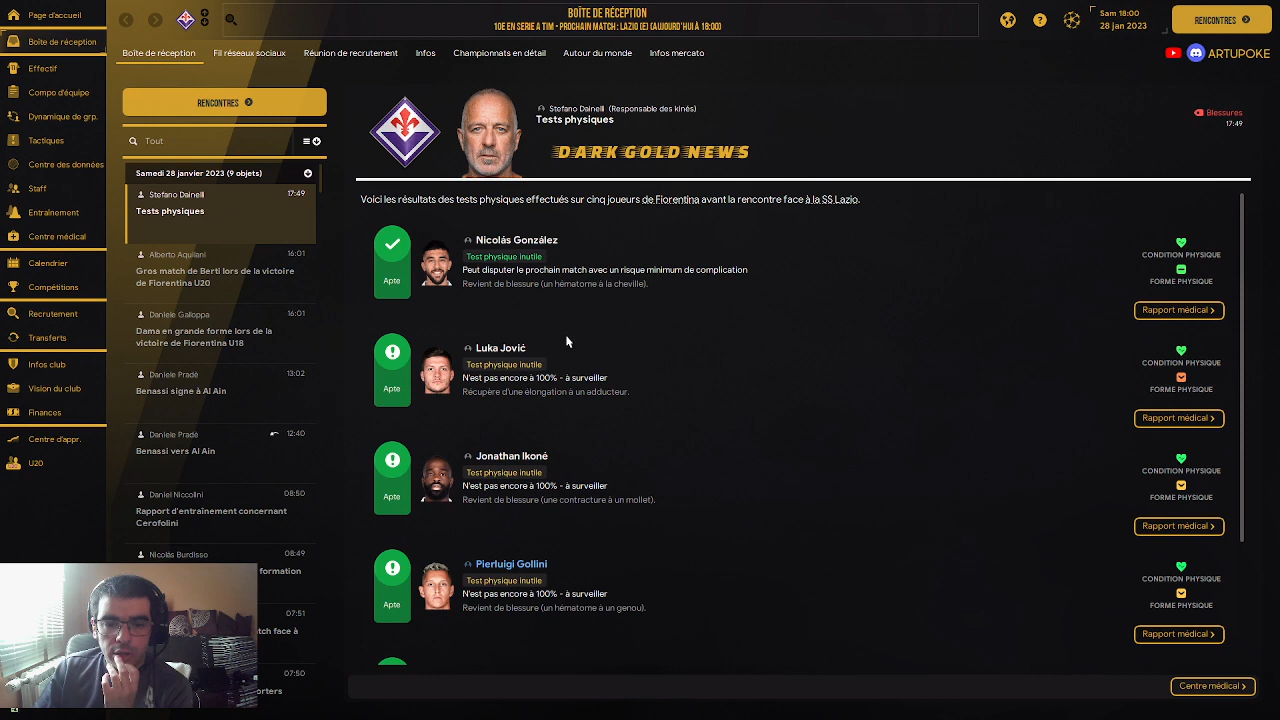 Page d'accueil
Boîte de réception
Effectif
Compo d'équipe
Dynamique de grp.
Tactiques
Centre des données
Staff
Entraînement
Centre médical
Calendrier
Compétitions
Recrutement
Transferts
Infos club
Vision du club
Finances
Centre d'appr.
U20
BOÎTE DE RÉCEPTION
10E EN SERIE A TIM - PROCHAIN MATCH : LAZIO (E) (AUJOURD'HUI À 18:00)
Sam 18:00
28 jan 2023
RENCONTRES
Boîte de réception
Fil réseaux sociaux
Réunion de recrutement
Infos
Championnats en détail
Autour du monde
Infos mercato
ARTUPOKE
RENCONTRES
Tout
Samedi 28 janvier 2023 (9 objets)
Stefano Dainelli 17:49
Tests physiques
Alberto Aquilani 16:01
Gros match de Berti lors de la victoire
de Fiorentina U20
Daniele Galloppa 16:01
Dama en grande forme lors de la
victoire de Fiorentina U18
Daniele Pradè 13:02
Benassi signe à Al Ain
Daniele Pradè 12:40
Benassi vers Al Ain
Daniel Niccolini 08:50
Rapport d'entraînement concernant
Cerofolini
Nicolás Burdisso 08:49
formation
07:51
face à
07:50
Stefano Dainelli (Responsable des kinés)
Tests physiques
DARK GOLD NEWS
Blessures
17:49
Voici les résultats des tests physiques effectués sur cinq joueurs de Fiorentina avant la rencontre face à la SS Lazio.
Apte
Nicolás González
Test physique inutile
Peut disputer le prochain match avec un risque minimum de complication
Revient de blessure (un hématome à la cheville).
CONDITION PHYSIQUE
FORME PHYSIQUE
Rapport médical
Apte
Luka Jović
Test physique inutile
N'est pas encore à 100% - à surveiller
Récupère d'une élongation à un adducteur.
CONDITION PHYSIQUE
FORME PHYSIQUE
Rapport médical
Apte
Jonathan Ikoné
Test physique inutile
N'est pas encore à 100% - à surveiller
Revient de blessure (une contracture à un mollet).
CONDITION PHYSIQUE
FORME PHYSIQUE
Rapport médical
Apte
Pierluigi Gollini
Test physique inutile
N'est pas encore à 100% - à surveiller
Revient de blessure (un hématome à un genou).
CONDITION PHYSIQUE
FORME PHYSIQUE
Rapport médical
Centre médical